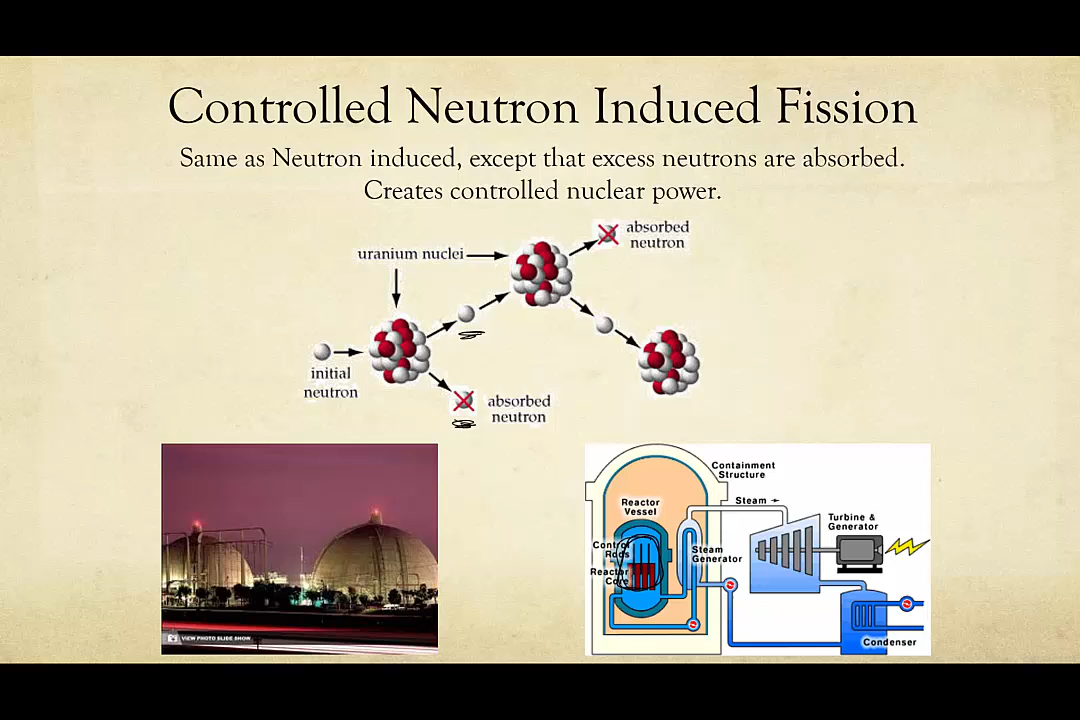 Controlled Neutron Induced Fission
Same as Neutron induced, except that excess neutrons are absorbed.
Creates controlled nuclear power.
absorbed
neutron
uranium nuclei
initial
neutron
absorbed
neutron
VIEW PHOTO SLIDE SHOW
Containment
Structure
Steam
Reactor
Vessel
Turbine &
Generator
Control
Rods
Steam
Generator
Reactor
Core
Condenser